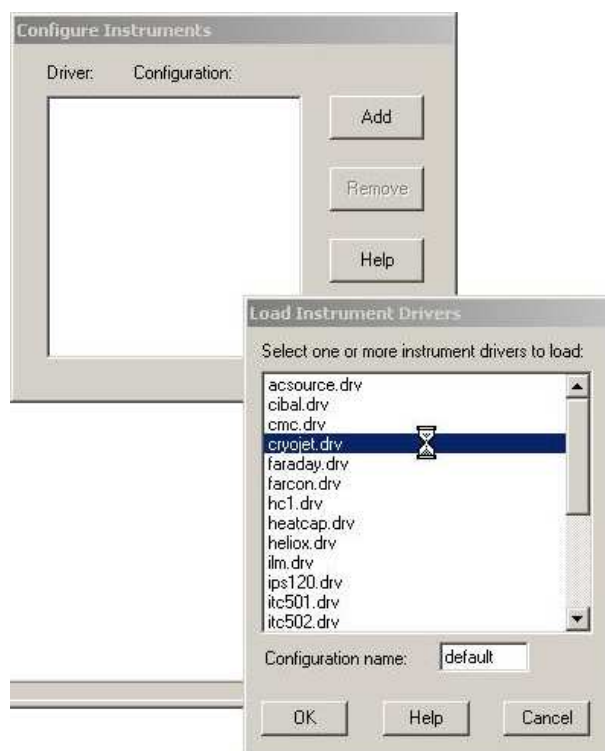 Configure Instruments
Driver: Configuration:
Add
Remove
Help
Load Instrument Drivers
Select one or more instrument drivers to load:
acsource.drv
cibal.drv
cmc.drv
cryojet.drv
faraday.drv
farcon.drv
hc1.drv
heatcap.drv
heliox.drv
ilm.drv
ips120.drv
itc501.drv
itc502.drv
Configuration name: default
OK Help Cancel